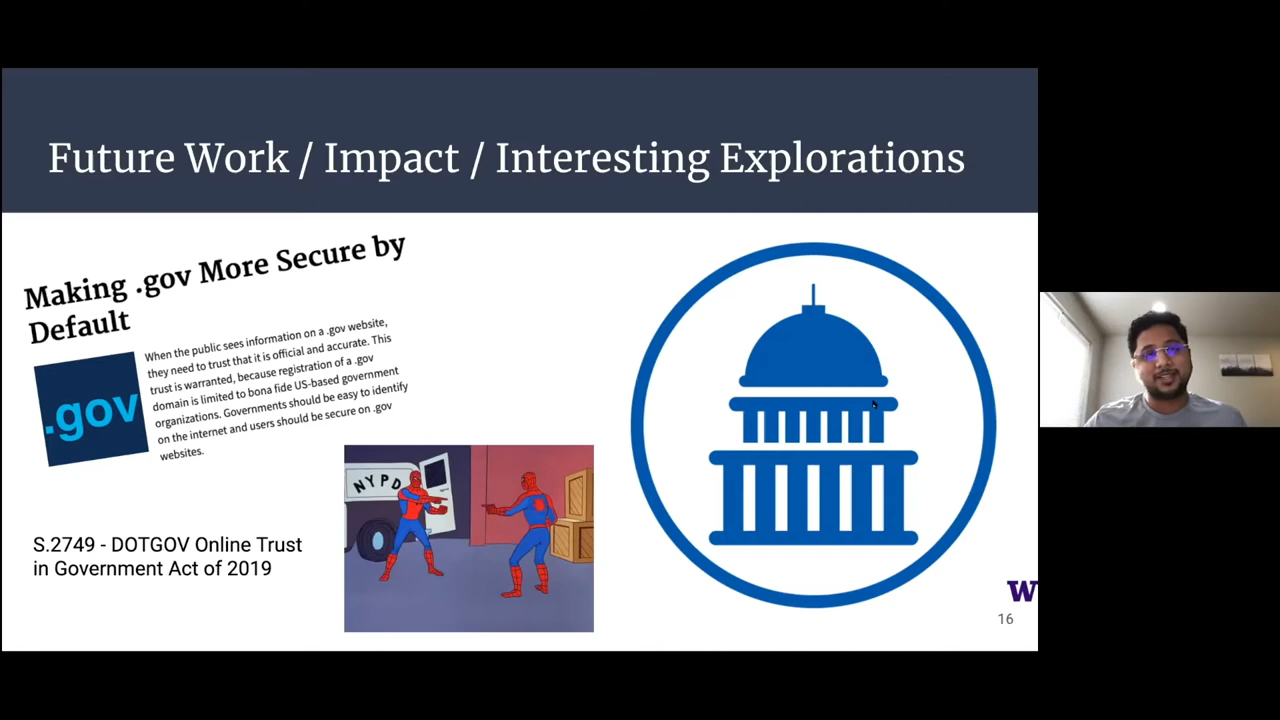 Future Work / Impact / Interesting Explorations
Making .gov More Secure by
Default
.gov
When the public sees information on a .gov website,
they need to trust that it is official and accurate. This
trust is warranted, because registration of a .gov
domain is limited to bona fide US-based government
organizations. Governments should be easy to identify
on the internet and users should be secure on .gov
websites.
NYPD
S.2749 - DOTGOV Online Trust
in Government Act of 2019
W
16